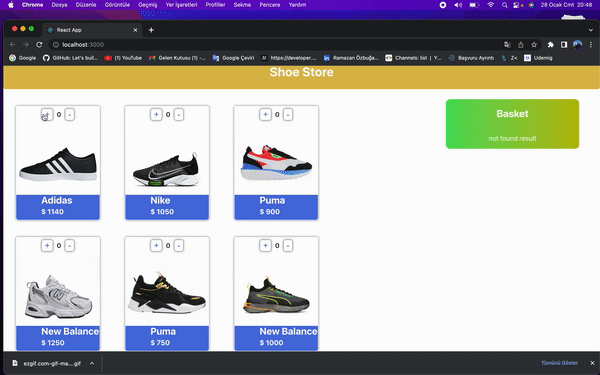 Chrome Dosya Düzenle Görüntüle Geçmiş Yer İşaretleri Profiller Sekme Pencere Yardım 28 Ocak Cmt 20:48
React App
localhost:3000
Google GitHub: Let's buil... (1) YouTube Gelen Kutusu (1) -... Google Çeviri https://developer.... Ramazan Özbuğa... Channels: list | Y... Başvuru Ayrıntı Z< Udemig
Shoe Store
+ 0 -
+ 0 -
+ 0 -
Basket
not found result
Adidas
$ 1140
Nike
$ 1050
Puma
$ 900
+ 0 -
+ 0 -
+ 0 -
New Balance
$ 1250
Puma
$ 750
New Balance
$ 1000
ezgif.com-gif-ma....gif
Tümünü Göster